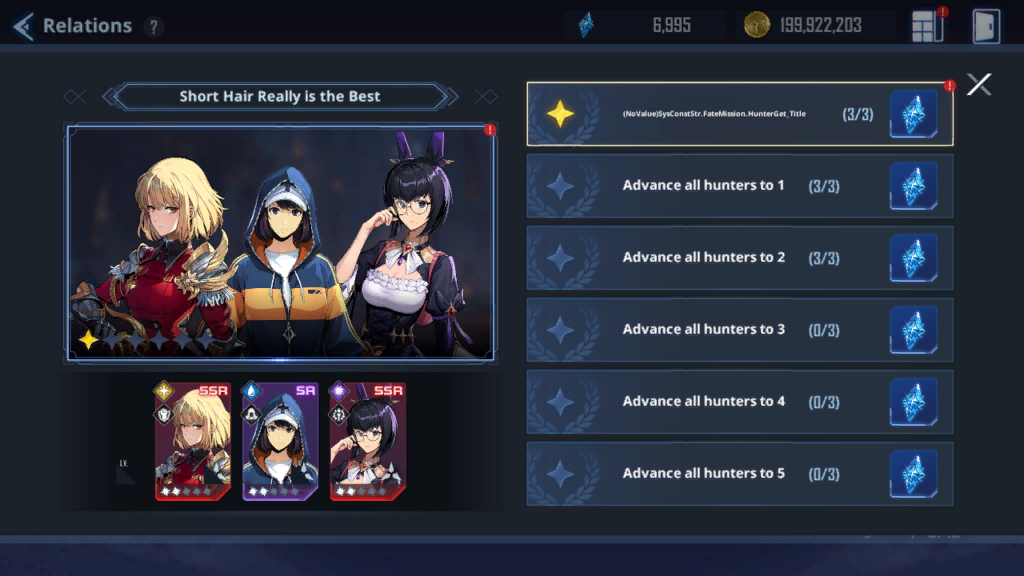 Relations ?
6,995
199,922,203
Short Hair Really is the Best
(NoValue)SysConstStr.FateMission.HunterGet_Title (3/3)
Advance all hunters to 1 (3/3)
Advance all hunters to 2 (3/3)
Advance all hunters to 3 (0/3)
Advance all hunters to 4 (0/3)
Advance all hunters to 5 (0/3)
SSR
SR
SSR
LV.